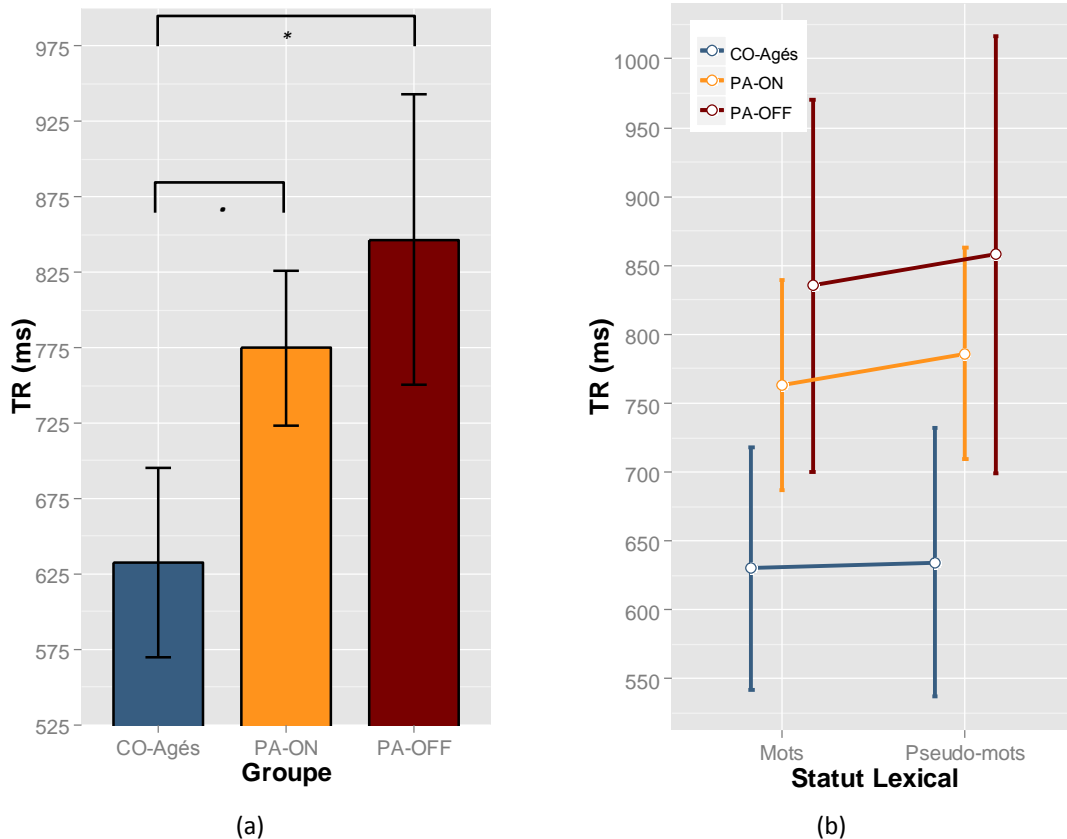 975
925
875
825
775
725
675
625
575
525
TR (ms)
*
.
CO-Agés PA-ON PA-OFF
Groupe
(a)
1000
950
900
850
800
750
700
650
600
550
TR (ms)
CO-Agés
PA-ON
PA-OFF
Mots Pseudo-mots
Statut Lexical
(b)